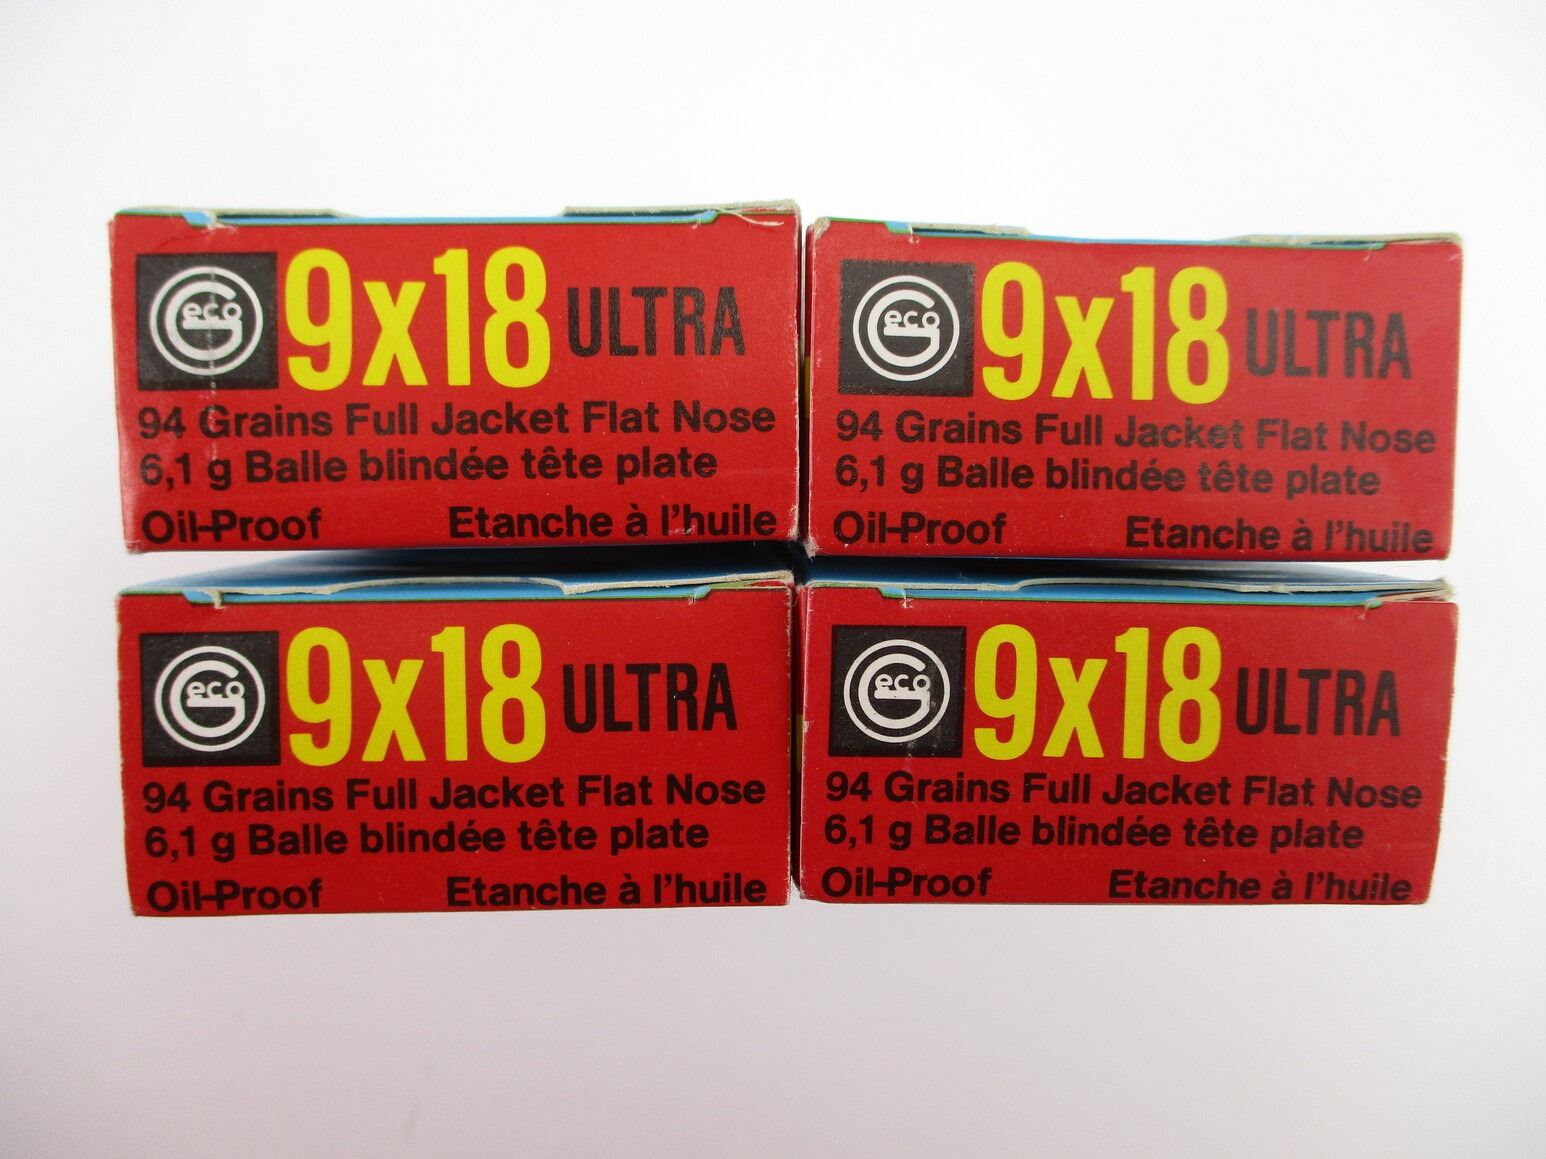 Geco 9x18 ULTRA
94 Grains Full Jacket Flat Nose
6,1 g Balle blindée tête plate
Oil-Proof Etanche à l'huile
Geco 9x18 ULTRA
94 Grains Full Jacket Flat Nose
6,1 g Balle blindée tête plate
Oil-Proof Etanche à l'huile
Geco 9x18 ULTRA
94 Grains Full Jacket Flat Nose
6,1 g Balle blindée tête plate
Oil-Proof Etanche à l'huile
Geco 9x18 ULTRA
94 Grains Full Jacket Flat Nose
6,1 g Balle blindée tête plate
Oil-Proof Etanche à l'huile